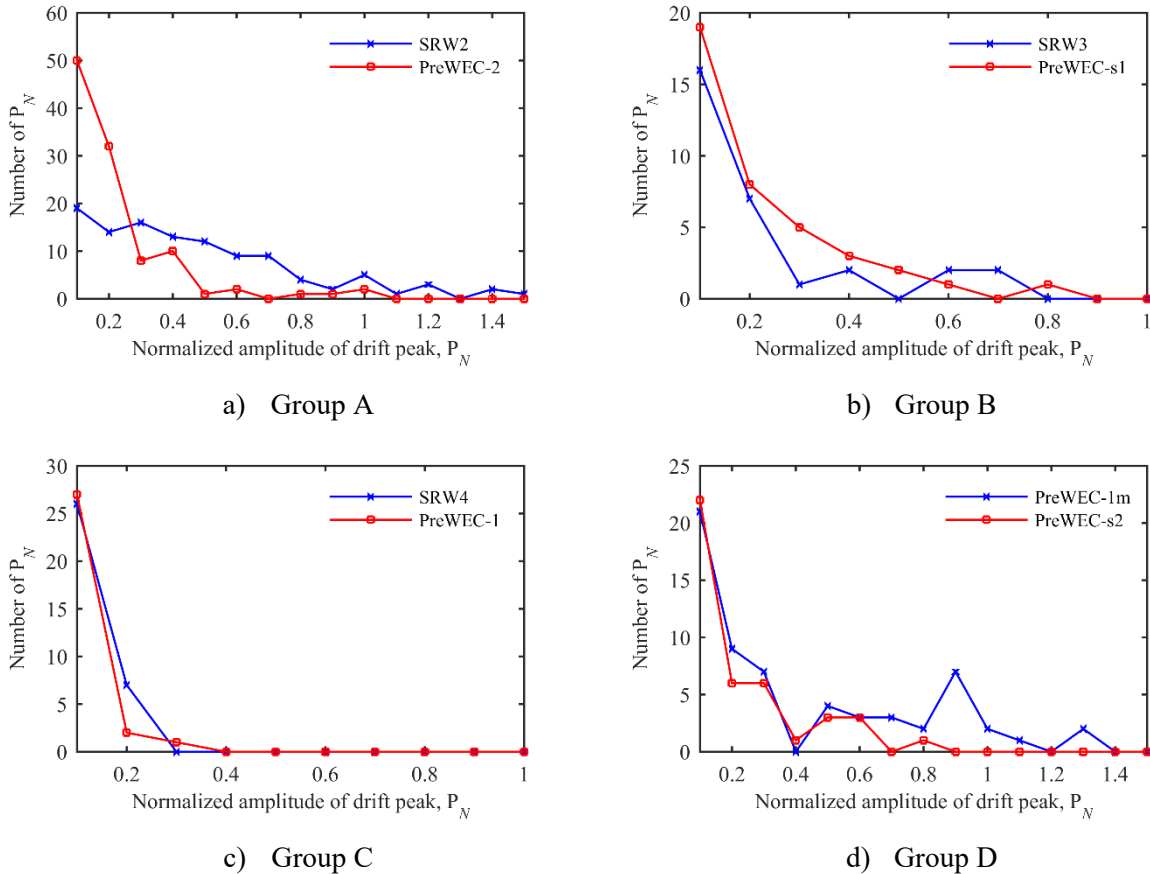 60
50
40
30
20
10
0
Number of P_N
SRW2
PreWEC-2
0.2 0.4 0.6 0.8 1 1.2 1.4
Normalized amplitude of drift peak, P_N
a) Group A
20
15
10
5
0
Number of P_N
SRW3
PreWEC-s1
0.2 0.4 0.6 0.8 1
Normalized amplitude of drift peak, P_N
b) Group B
30
25
20
15
10
5
0
Number of P_N
SRW4
PreWEC-1
0.2 0.4 0.6 0.8 1
Normalized amplitude of drift peak, P_N
c) Group C
25
20
15
10
5
0
Number of P_N
PreWEC-1m
PreWEC-s2
0.2 0.4 0.6 0.8 1 1.2 1.4
Normalized amplitude of drift peak, P_N
d) Group D